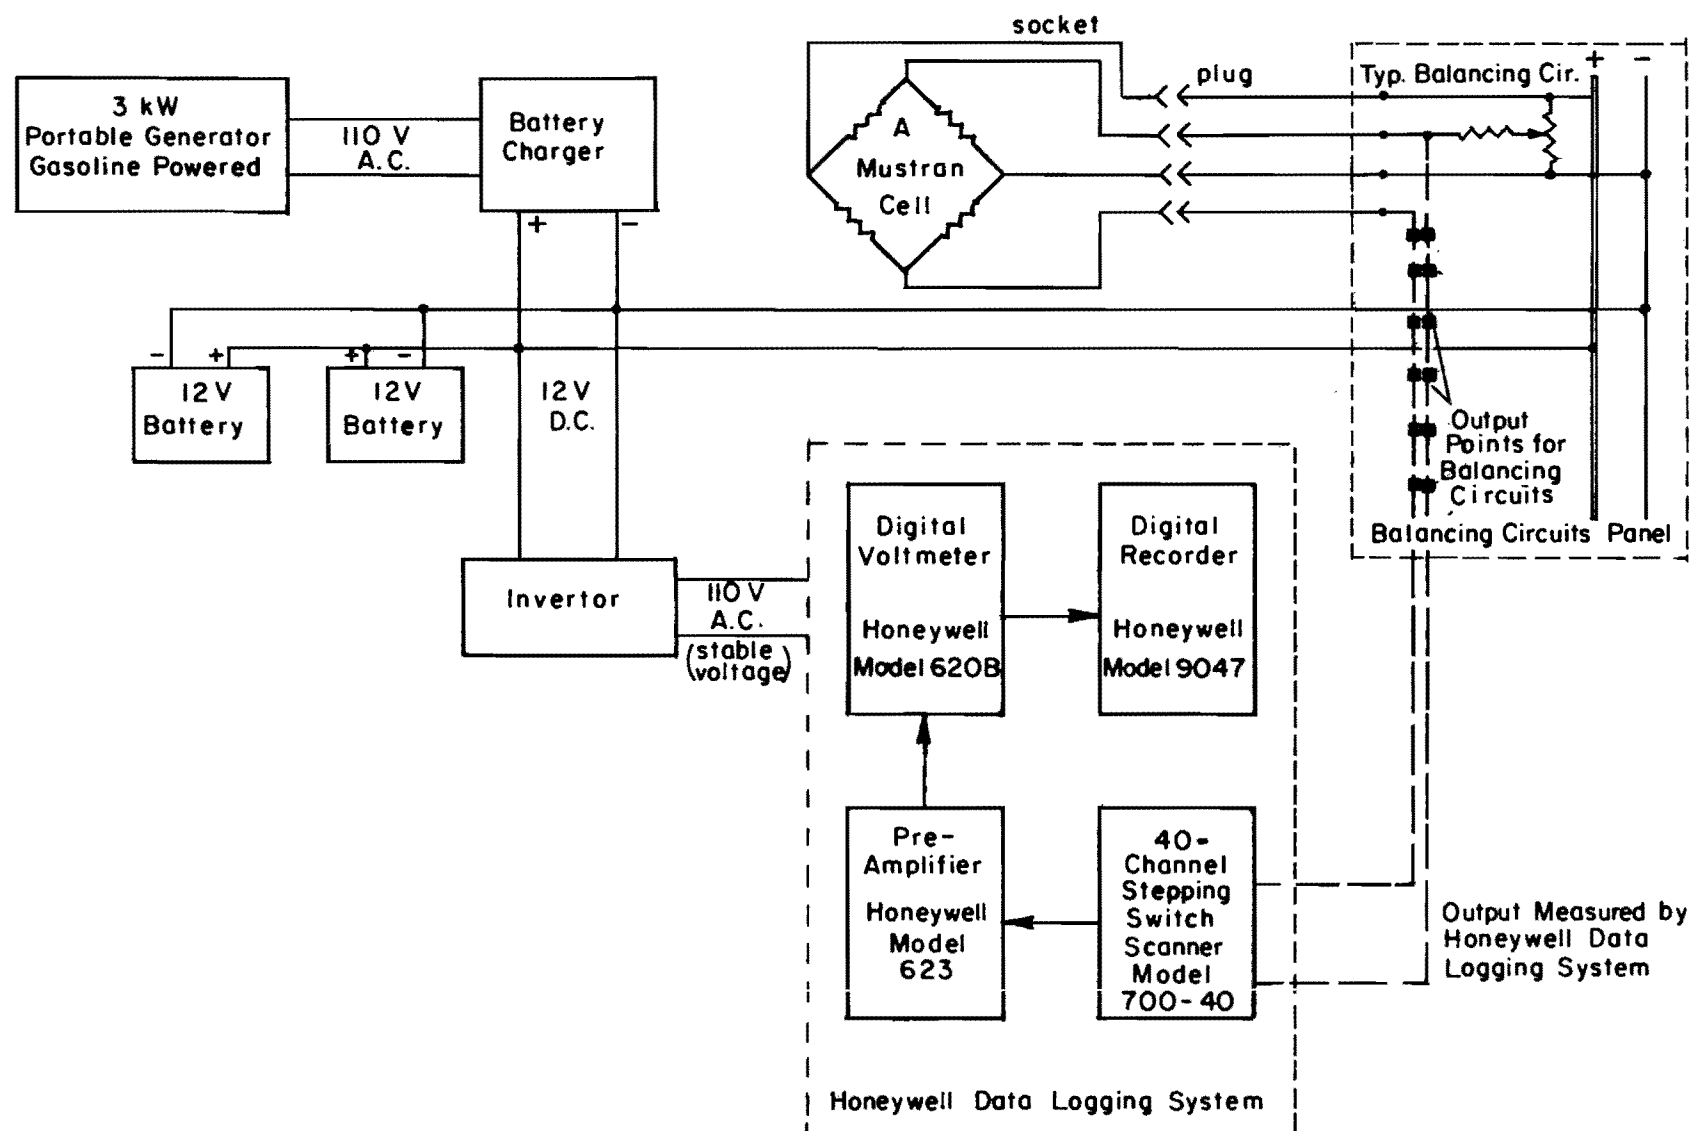 socket
3 kW
Portable Generator
Gasoline Powered
110 V
A.C.
Battery
Charger
+ −
A
Mustran
Cell
plug
Typ. Balancing Cir.
+ −
− +
12V
Battery
+ −
12V
Battery
12V
D.C.
Output
Points for
Balancing
Circuits
Balancing Circuits Panel
Invertor
110 V
A.C.
(stable
voltage)
Digital
Voltmeter
Honeywell
Model 620B
Digital
Recorder
Honeywell
Model 9047
Pre-
Amplifier
Honeywell
Model
623
40-
Channel
Stepping
Switch
Scanner
Model
700-40
Output Measured by
Honeywell Data
Logging System
Honeywell Data Logging System